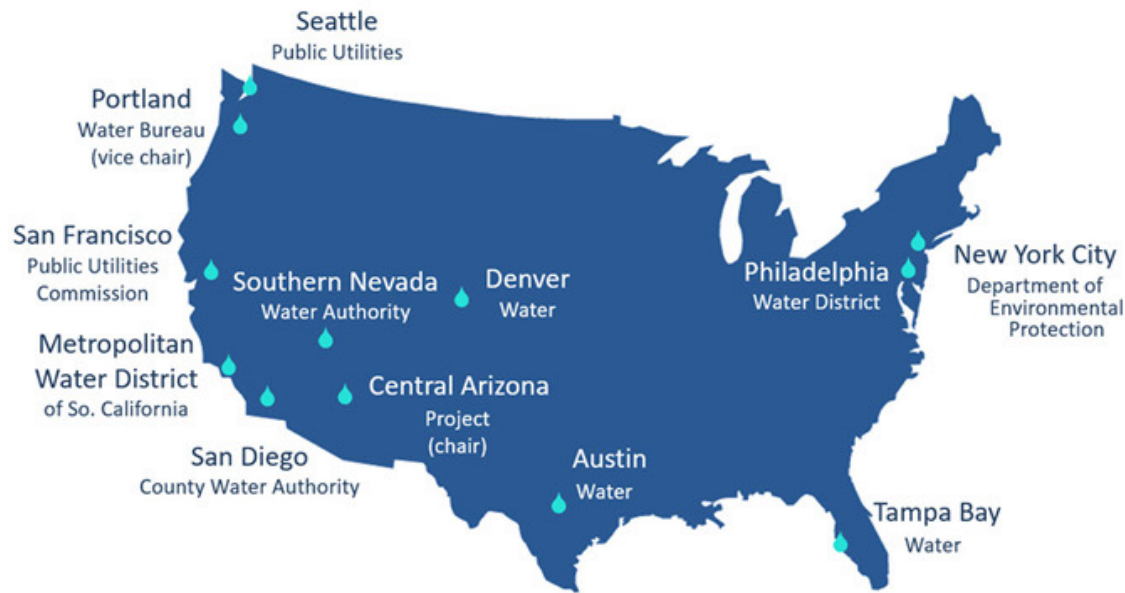 Seattle
Public Utilities
Portland
Water Bureau
(vice chair)
San Francisco
Public Utilities
Commission
Southern Nevada
Water Authority
Denver
Water
Philadelphia
Water District
New York City
Department of
Environmental
Protection
Metropolitan
Water District
of So. California
Central Arizona
Project
(chair)
San Diego
County Water Authority
Austin
Water
Tampa Bay
Water